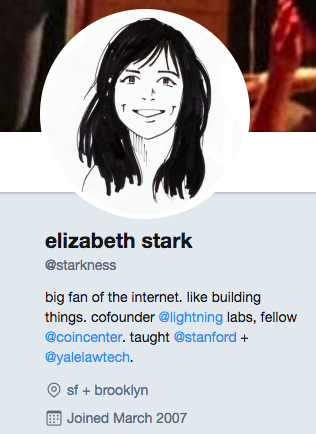 elizabeth stark
@starkness
big fan of the internet. like building
things. cofounder @lightning labs, fellow
@coincenter. taught @stanford +
@yalelawtech.
sf + brooklyn
Joined March 2007